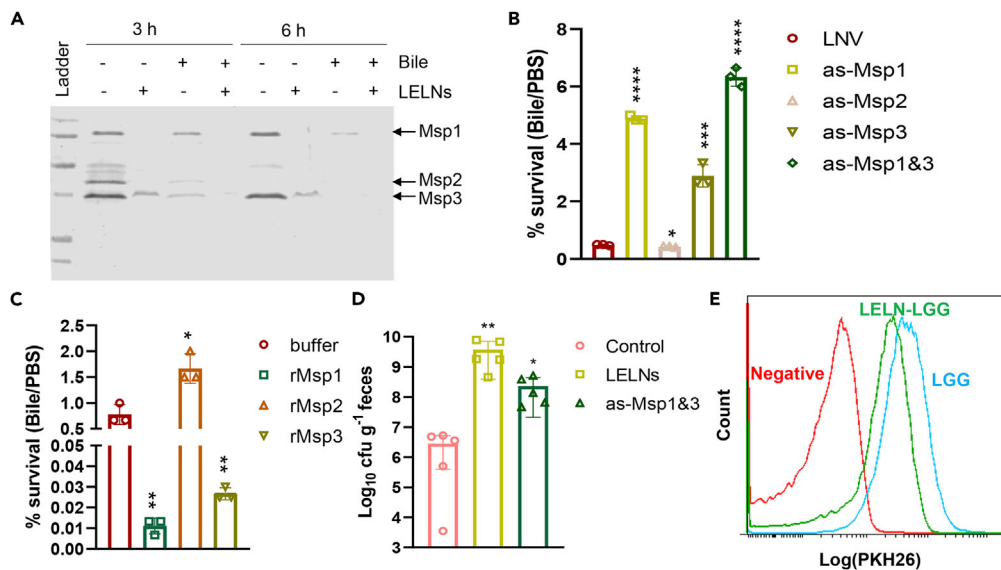 A
3 h
6 h
Ladder
- - + + - - + + Bile
- + - + - + - + LELNs
Msp1
Msp2
Msp3
B
% survival (Bile/PBS)
8
6
4
2
0
****
*
***
****
LNV
as-Msp1
as-Msp2
as-Msp3
as-Msp1&3
C
% survival (Bile/PBS)
2.5
2.0
1.5
1.0
0.5
0.05
0.04
0.03
0.02
0.01
0.00
**
*
**
buffer
rMsp1
rMsp2
rMsp3
D
Log10 cfu g-1 feces
10
9
8
7
6
5
4
3
**
*
Control
LELNs
as-Msp1&3
E
Count
LELN-LGG
Negative
LGG
Log(PKH26)